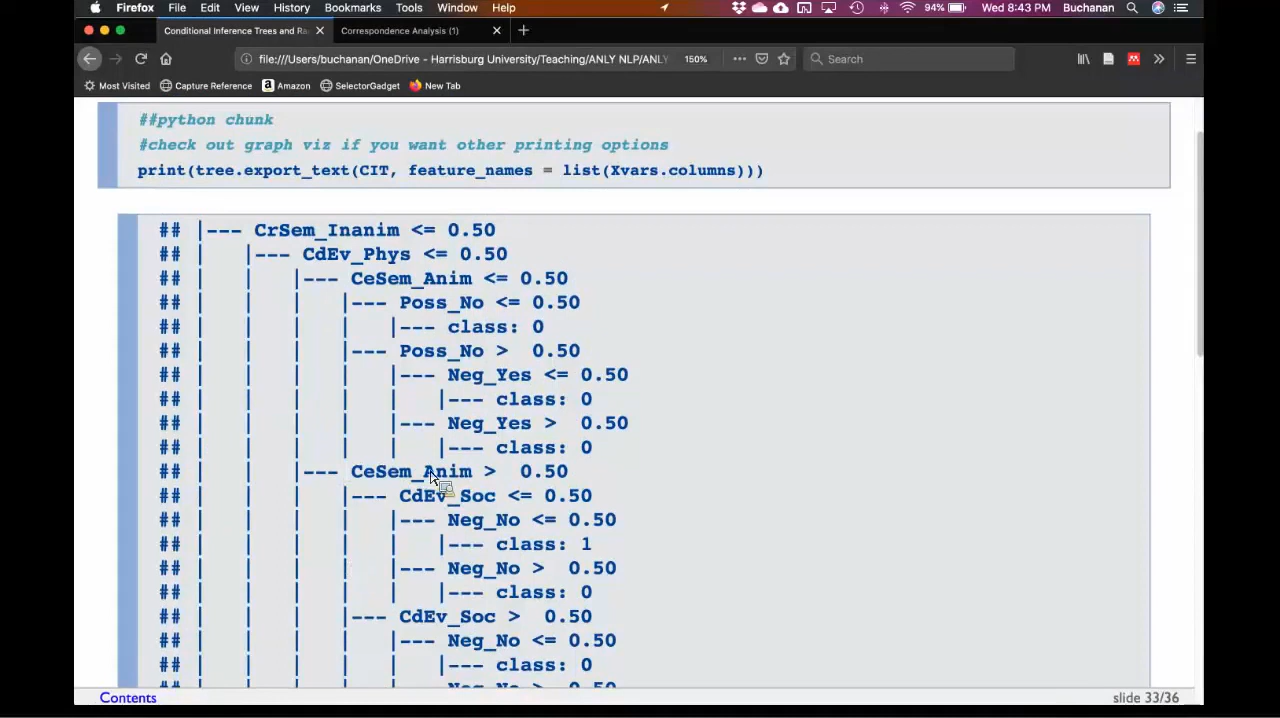 Firefox File Edit View History Bookmarks Tools Window Help 94% Wed 8:43 PM Buchanan
Conditional Inference Trees and Ra Correspondence Analysis (1)
file:///Users/buchanan/OneDrive - Harrisburg University/Teaching/ANLY NLP/ANLY 150% Search
Most Visited Capture Reference Amazon SelectorGadget New Tab
##python chunk
#check out graph viz if you want other printing options
print(tree.export_text(CIT, feature_names = list(Xvars.columns)))
## |--- CrSem_Inanim <= 0.50
## |   |--- CdEv_Phys <= 0.50
## |   |   |--- CeSem_Anim <= 0.50
## |   |   |   |--- Poss_No <= 0.50
## |   |   |   |   |--- class: 0
## |   |   |   |--- Poss_No >  0.50
## |   |   |   |   |--- Neg_Yes <= 0.50
## |   |   |   |   |   |--- class: 0
## |   |   |   |   |--- Neg_Yes >  0.50
## |   |   |   |   |   |--- class: 0
## |   |   |--- CeSem_Anim >  0.50
## |   |   |   |--- CdEv_Soc <= 0.50
## |   |   |   |   |--- Neg_No <= 0.50
## |   |   |   |   |   |--- class: 1
## |   |   |   |   |--- Neg_No >  0.50
## |   |   |   |   |   |--- class: 0
## |   |   |   |--- CdEv_Soc >  0.50
## |   |   |   |   |--- Neg_No <= 0.50
## |   |   |   |   |   |--- class: 0
## |   |   |   |   |--- Neg_No >  0.50
Contents slide 33/36